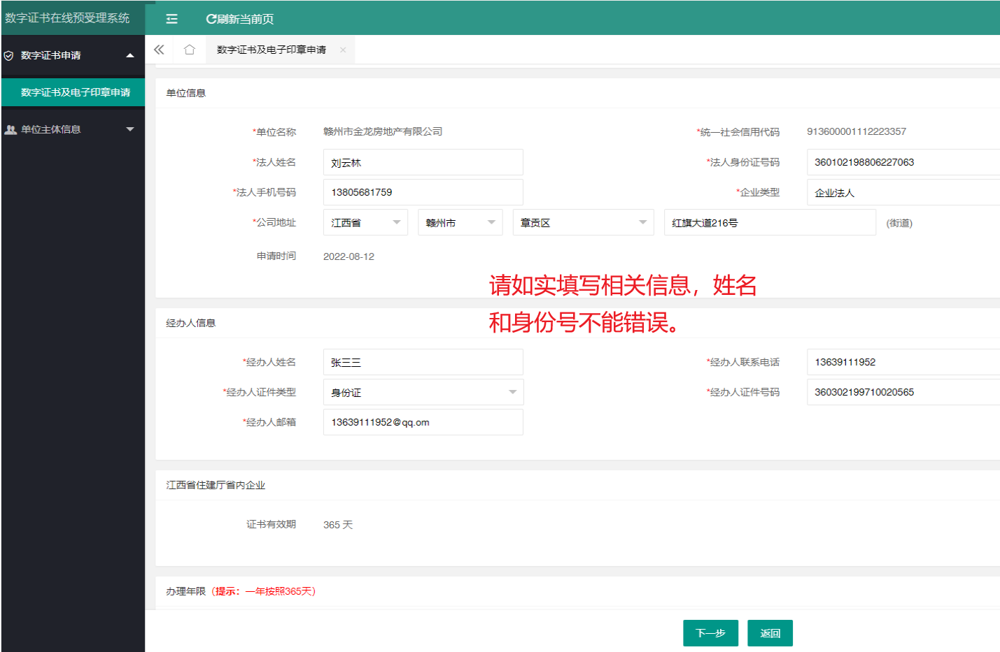 数字证书在线预受理系统
刷新当前页
数字证书申请
数字证书及电子印章申请
数字证书及电子印章申请
单位主体信息
单位信息
*单位名称 赣州市金龙房地产有限公司 *统一社会信用代码 913600001112223357
*法人姓名 刘云林 *法人身份证号码 360102198806227063
*法人手机号码 13805681759 *企业类型 企业法人
*公司地址 江西省 赣州市 章贡区 红旗大道216号 (街道)
申请时间 2022-08-12
请如实填写相关信息，姓名
和身份号不能错误。
经办人信息
*经办人姓名 张三三 *经办人联系电话 13639111952
*经办人证件类型 身份证 *经办人证件号码 360302199710020565
*经办人邮箱 13639111952@qq.om
江西省住建厅省内企业
证书有效期 365 天
办理年限（提示：一年按照365天）
下一步 返回